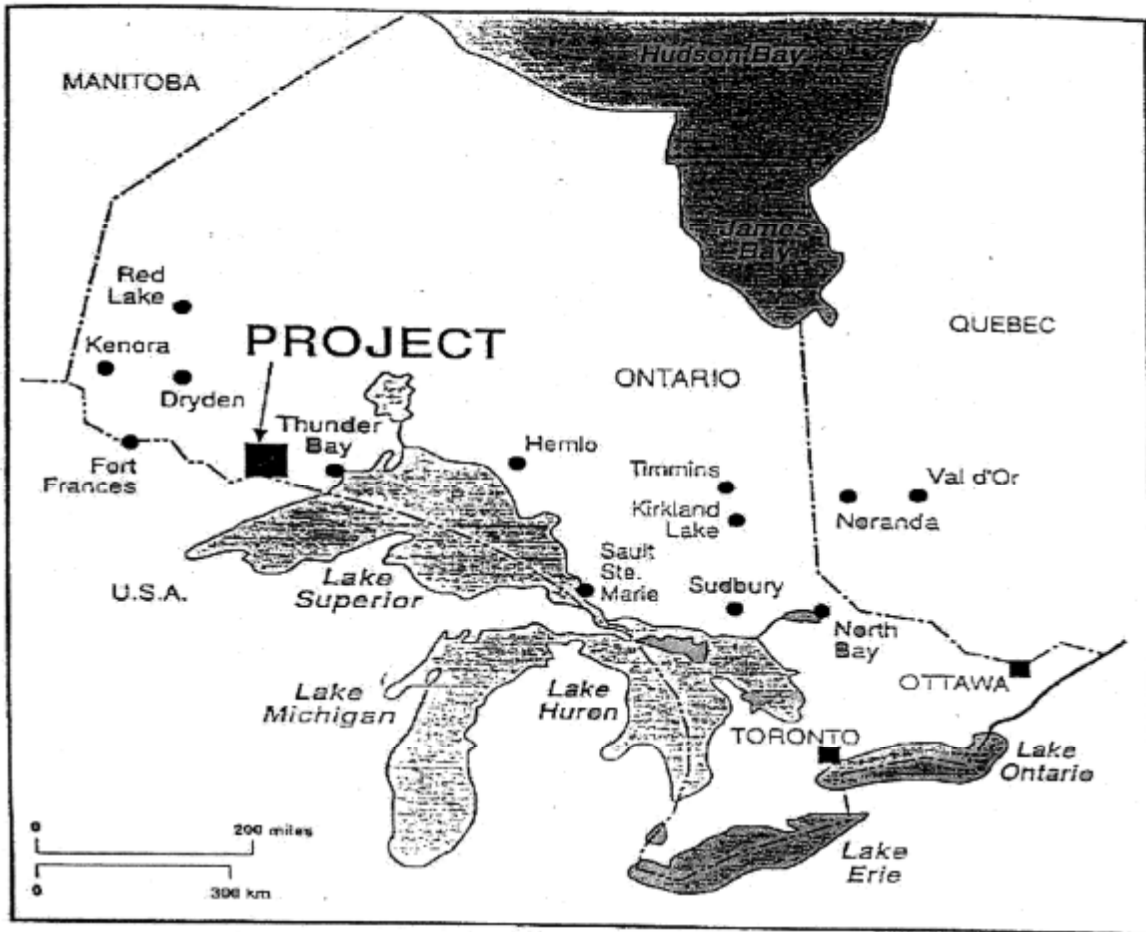 Hudson Bay
MANITOBA
James
Bay
Red
Lake
QUEBEC
PROJECT
Kenora
ONTARIO
Dryden
Thunder
Bay
Hemlo
Fort
Frances
Timmins
Val d'Or
Kirkland
Lake
Noranda
Sault
Ste.
Marie
Lake
Superior
U.S.A.
Sudbury
North
Bay
OTTAWA
Lake
Michigan
Lake
Huron
TORONTO
Lake
Ontario
0
200 miles
0
300 km
Lake
Erie